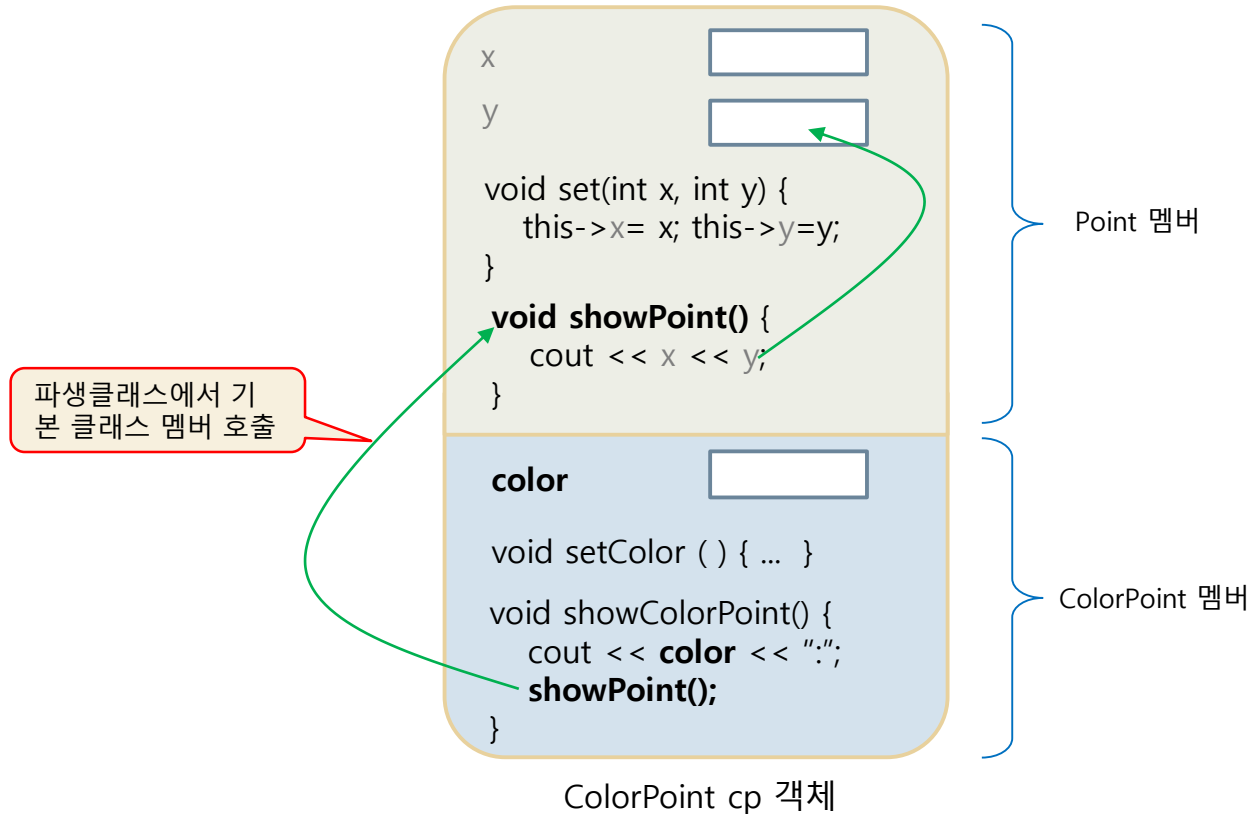 x
y
void set(int x, int y) {
this->x= x; this->y=y;
}
void showPoint() {
cout << x << y;
}
Point 멤버
파생클래스에서 기
본 클래스 멤버 호출
color
void setColor ( ) { ... }
void showColorPoint() {
cout << color << ”:”;
showPoint();
}
ColorPoint 멤버
ColorPoint cp 객체